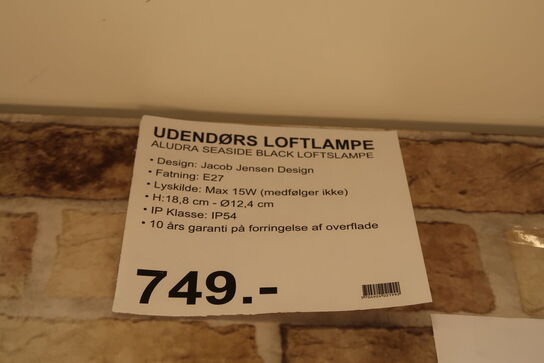 UDENDØRS LOFTLAMPE
ALUDRA SEASIDE BLACK LOFTSLAMPE
• Design: Jacob Jensen Design
• Fatning: E27
• Lyskilde: Max 15W (medfølger ikke)
• H:18,8 cm - Ø12,4 cm
• IP Klasse: IP54
• 10 års garanti på forringelse af overflade
749.-